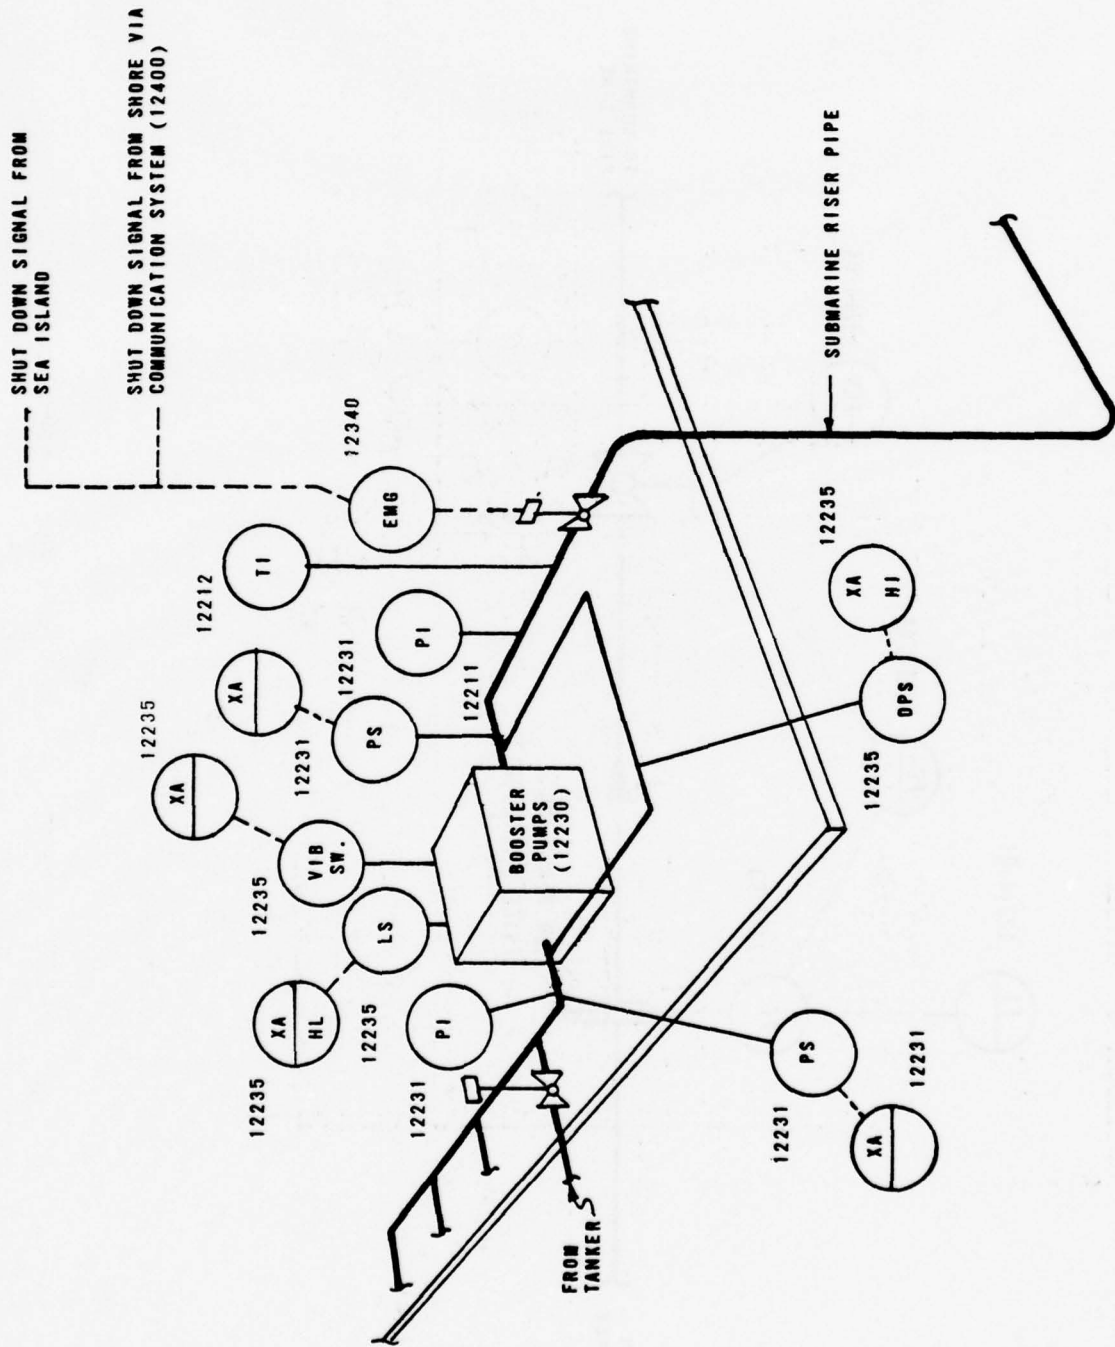 SHUT DOWN SIGNAL FROM
SEA ISLAND
SHUT DOWN SIGNAL FROM SHORE VIA
COMMUNICATION SYSTEM (12400)
12235
XA
12212
XA
12235
12235
TI
XA
HL
12231
VIB
SW.
12231
12340
12235
PS
LS
EMG
12231
PI
PI
12211
BOOSTER
PUMPS
(12230)
FROM
TANKER
12231
PS
12235
SUBMARINE RISER PIPE
XA
HI
XA
12235
DPS
12231